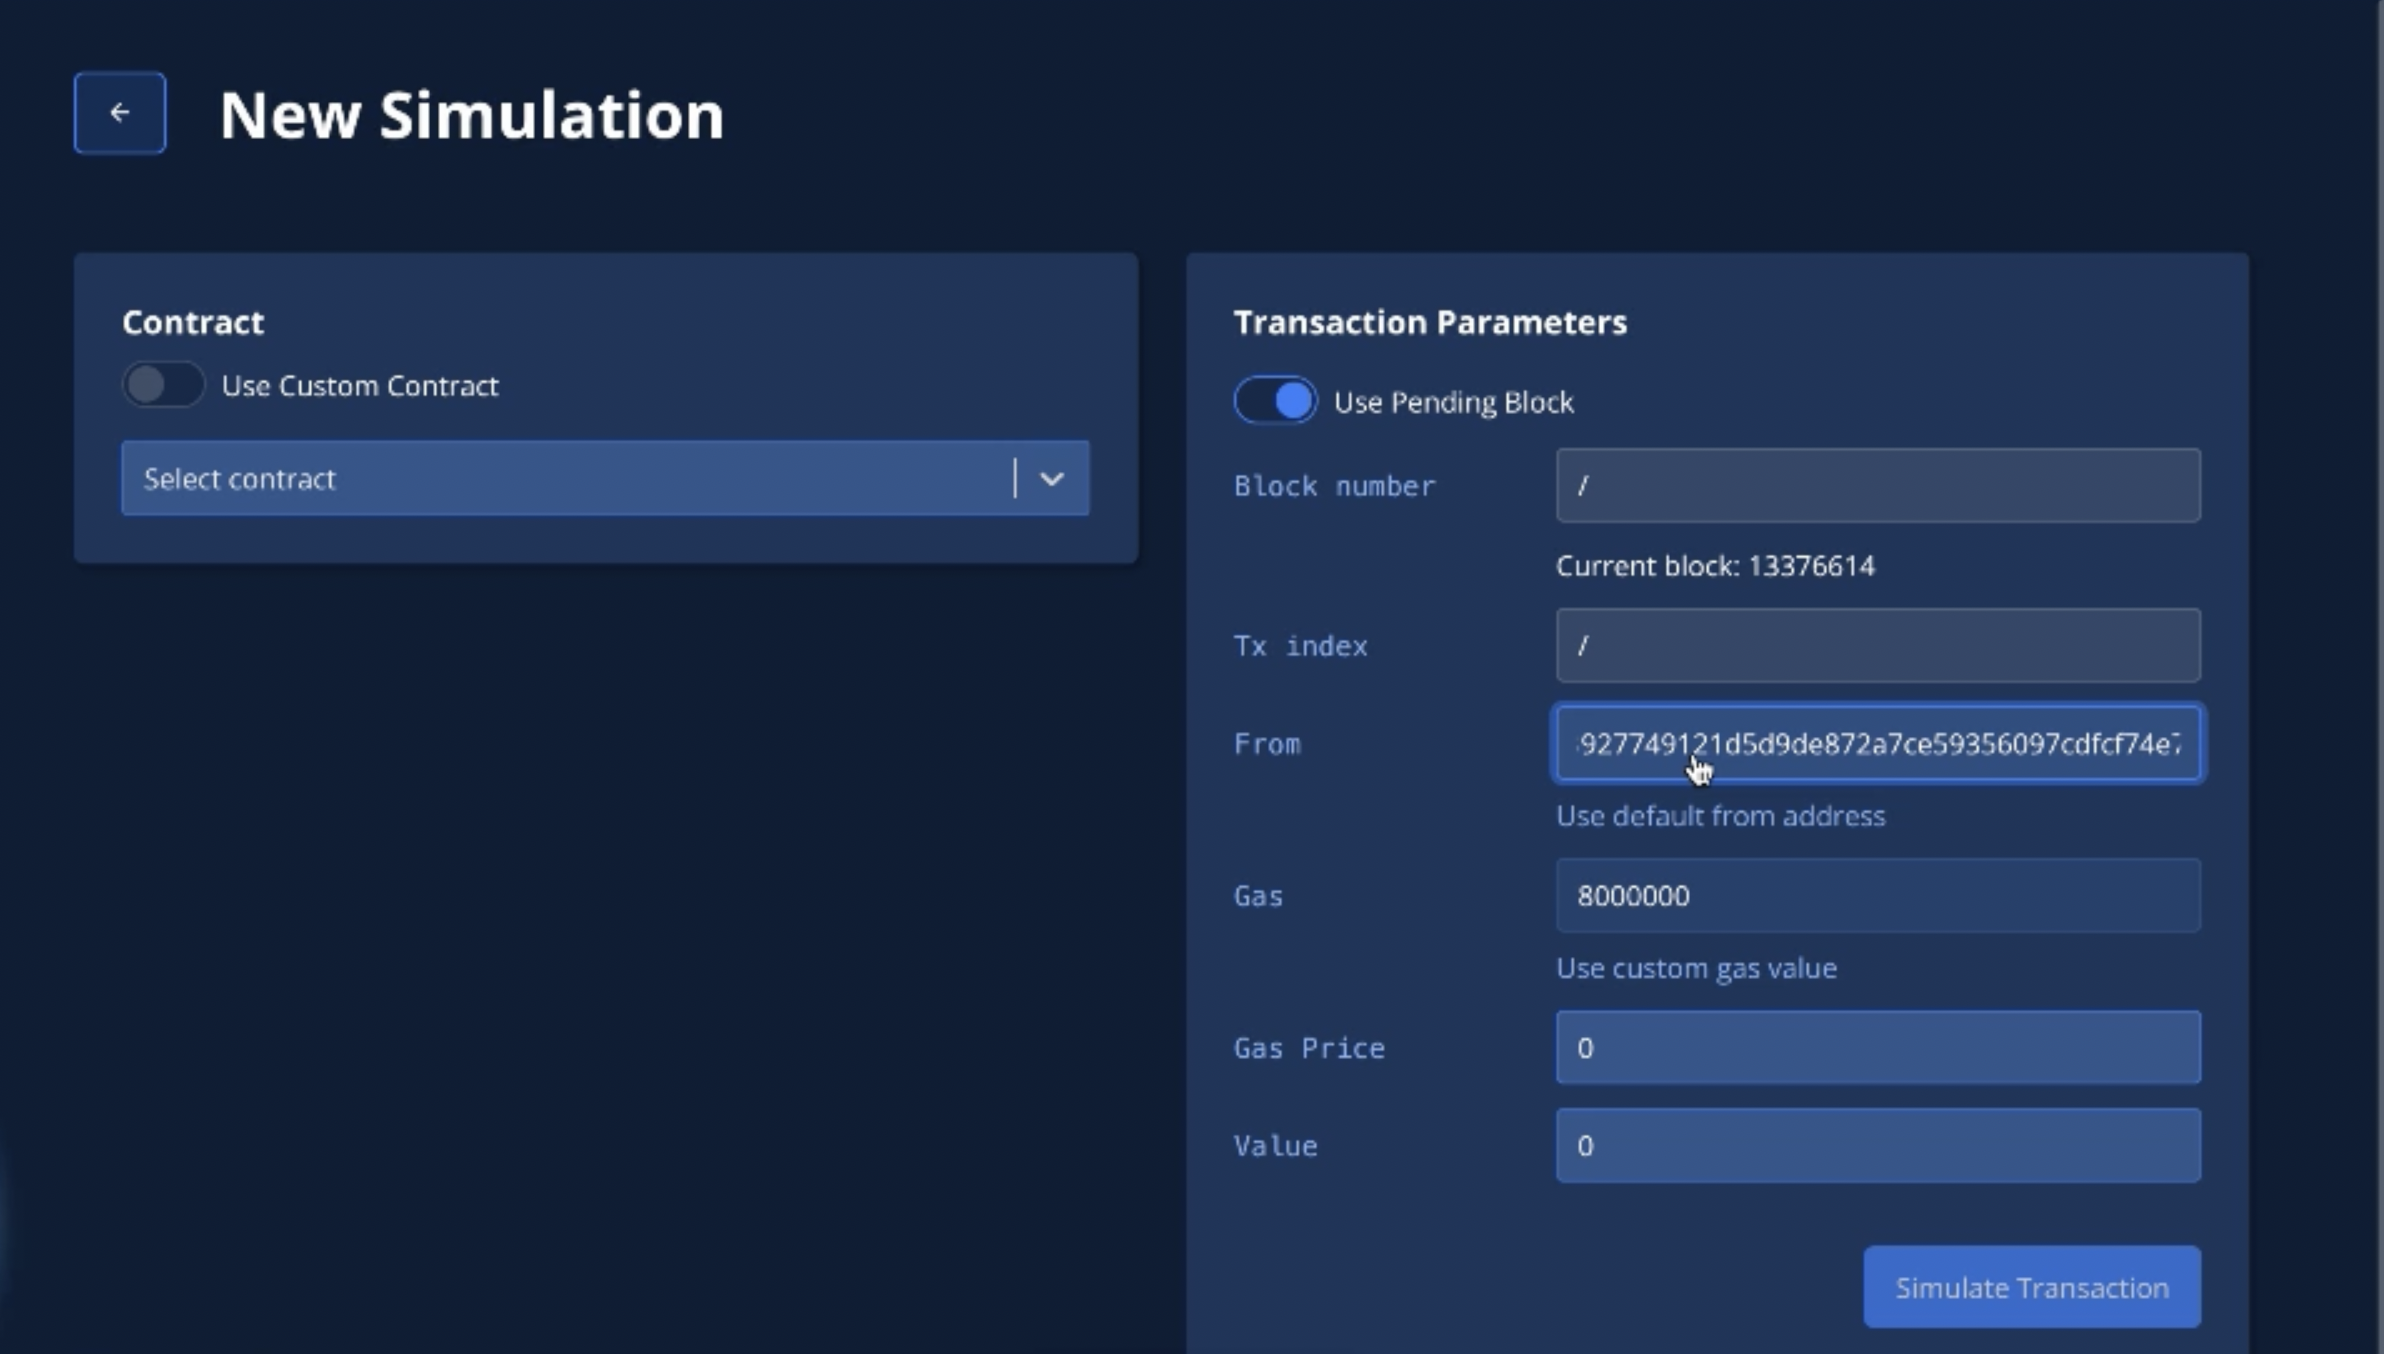 New Simulation
Contract
Use Custom Contract
Select contract
Transaction Parameters
Use Pending Block
Block number
/
Current block: 13376614
Tx index
/
From
927749121d5d9de872a7ce59356097cdfcf74e7
Use default from address
Gas
8000000
Use custom gas value
Gas Price
0
Value
0
Simulate Transaction